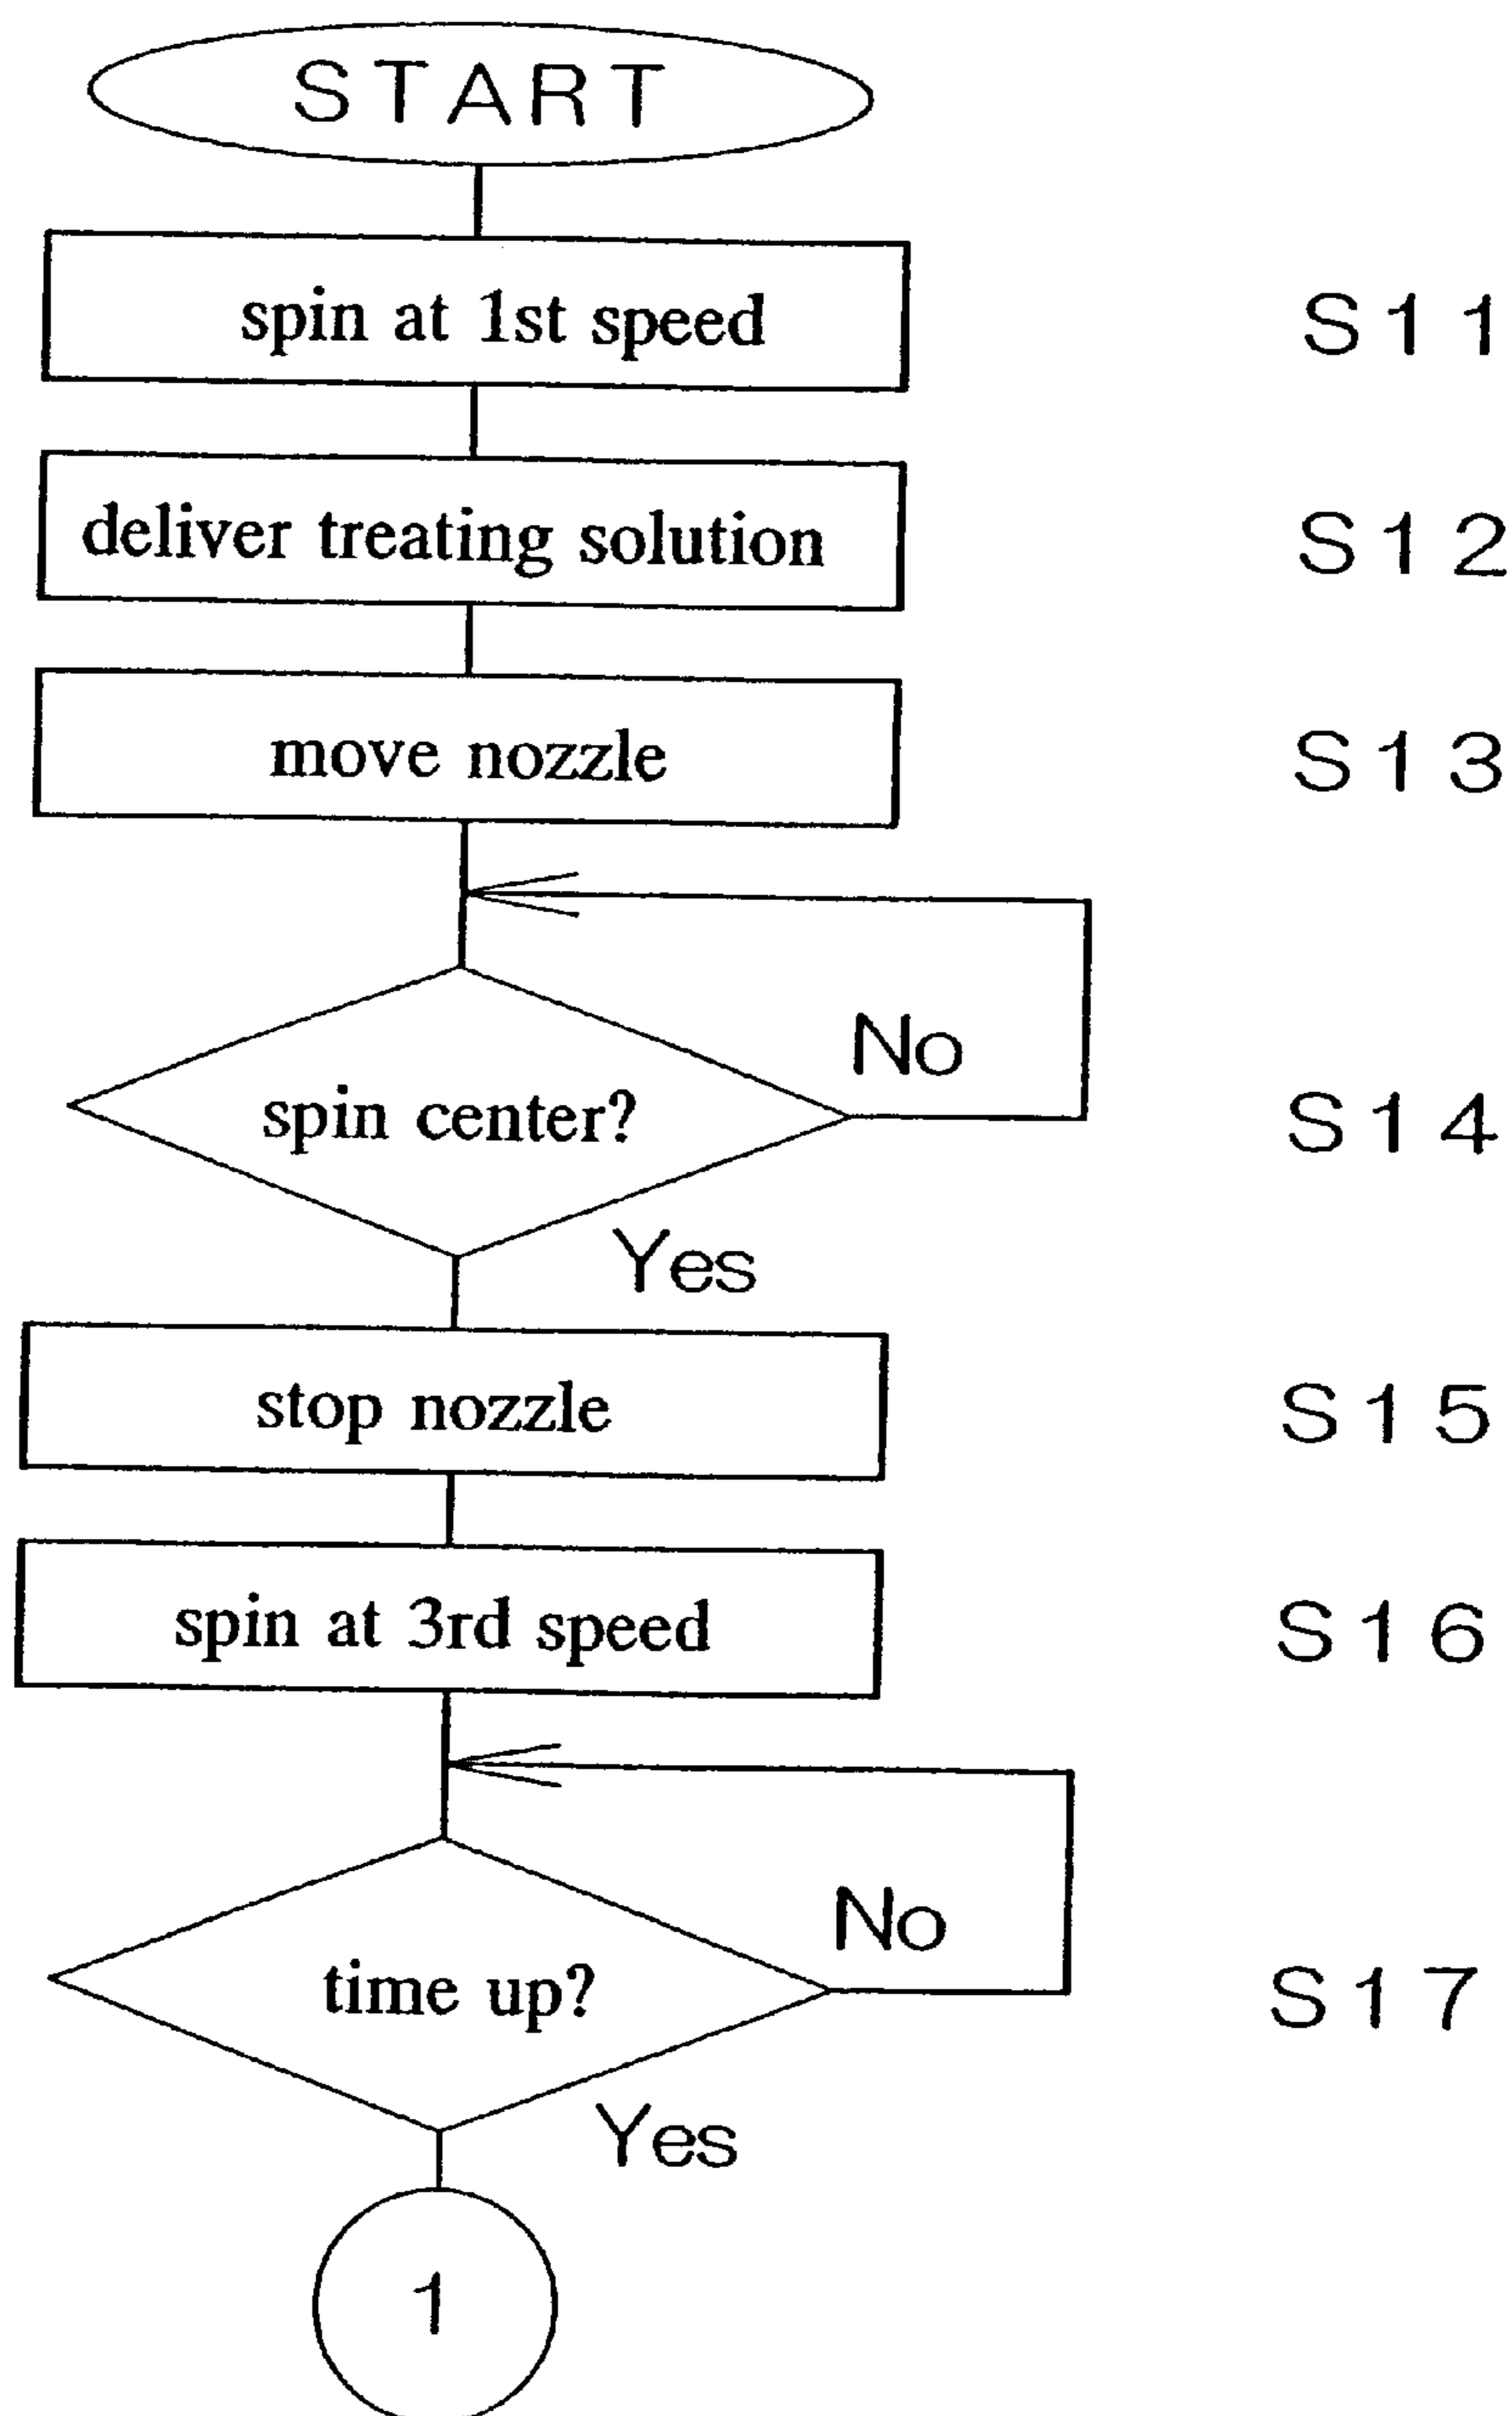 START
spin at 1st speed S11
deliver treating solution S12
move nozzle S13
No
spin center? S14
Yes
stop nozzle S15
spin at 3rd speed S16
No
time up? S17
Yes
1